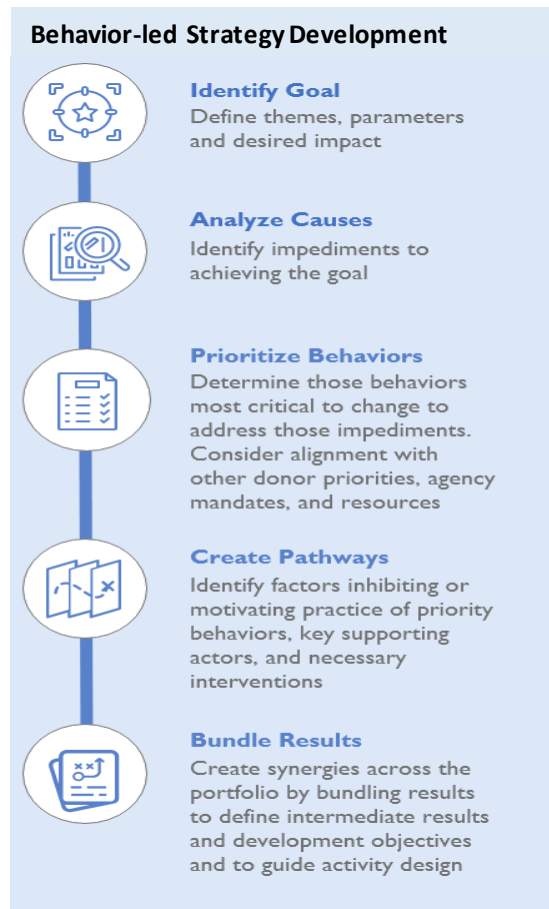 Behavior-led Strategy Development
Identify Goal
Define themes, parameters
and desired impact
Analyze Causes
Identify impediments to
achieving the goal
Prioritize Behaviors
Determine those behaviors
most critical to change to
address those impediments.
Consider alignment with
other donor priorities, agency
mandates, and resources
Create Pathways
Identify factors inhibiting or
motivating practice of priority
behaviors, key supporting
actors, and necessary
interventions
Bundle Results
Create synergies across the
portfolio by bundling results
to define intermediate results
and development objectives
and to guide activity design